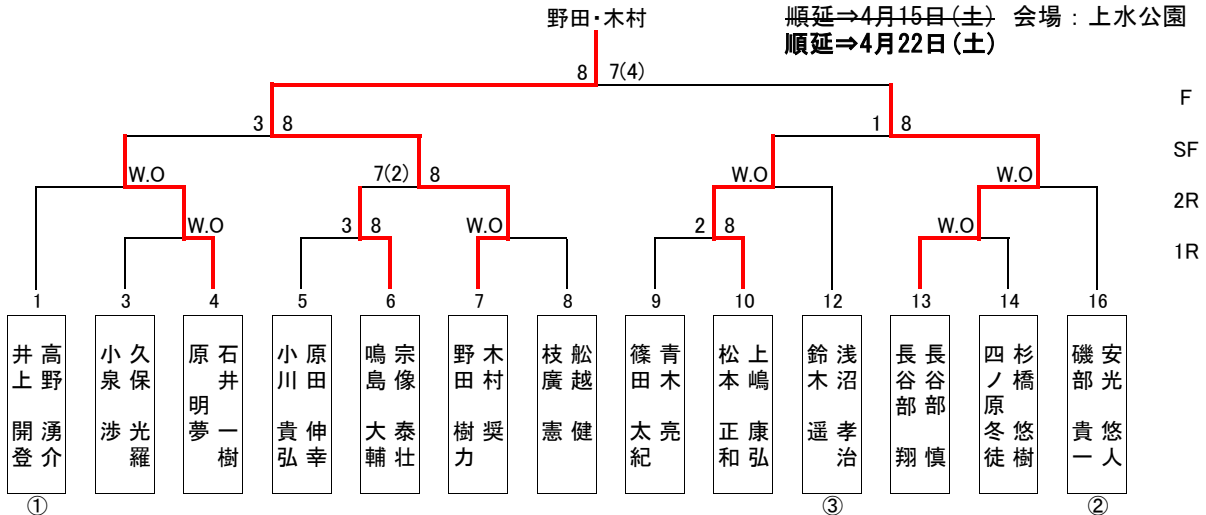 野田・木村
順延⇒4月15日(土) 会場：上水公園
順延⇒4月22日(土)
8 7(4)
F
3 8
1 8
SF
W.O
7(2) 8
W.O
W.O
2R
W.O
3 8
W.O
2 8
W.O
1R
1 3 4 5 6 7 8 9 10 12 13 14 16
高野 湧介
井上 開登
久保 光羅
小泉 渉
石井 一樹
原 明夢
原田 伸幸
小川 貴弘
宗像 泰壮
鳴島 大輔
木村 奨
野田 樹力
舩越 健
枝廣 憲
青木 亮
篠田 太紀
上嶋 康弘
松本 正和
浅沼 孝治
鈴木 遥
長谷部 慎
長谷部 翔
杉橋 悠樹
四ノ原冬徒
安光 悠人
磯部 貴一
① ③ ②